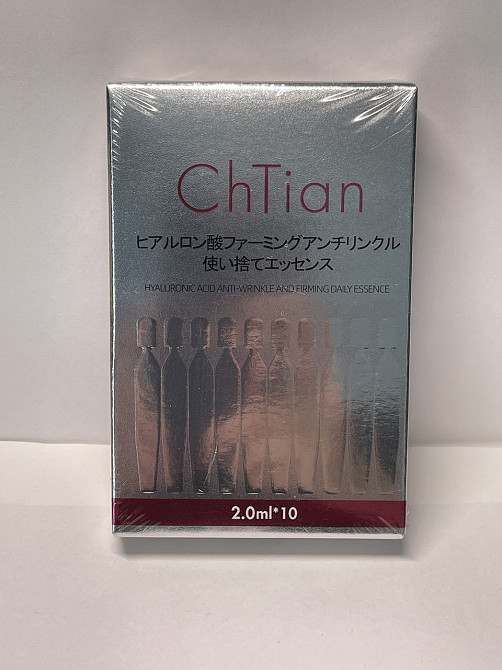 ChTian
ヒアルロン酸ファーミングアンチリンクル
使い捨てエッセンス
HYALURONIC ACID ANTI-WRINKLE AND FIRMING DAILY ESSENCE
2.0ml*10